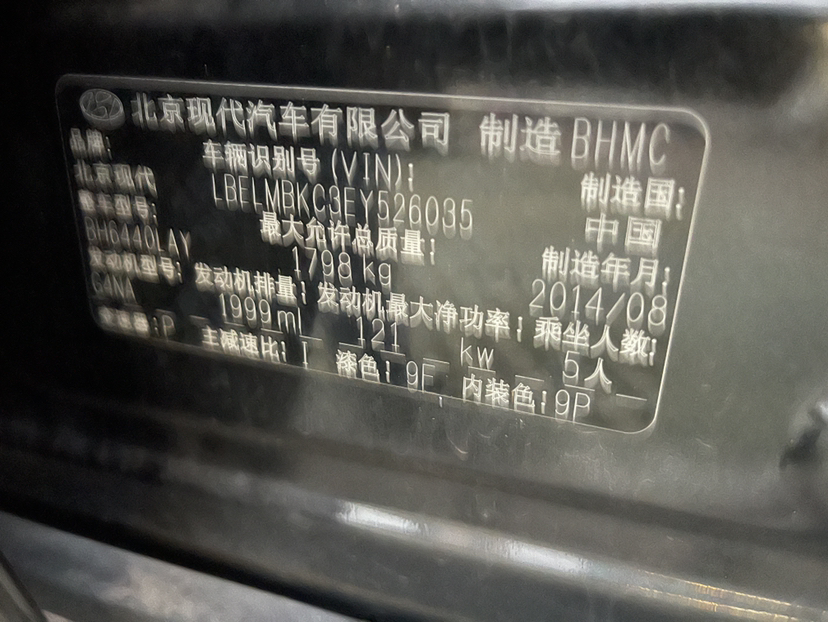 北京现代汽车有限公司 制造 BHMC
品牌: 车辆识别号(VIN): 制造国:
北京现代 LBELMBKC3EY526035 中国
整车型号: 最大允许总质量: 制造年月:
BH6440LAY 1798 kg 2014/08
发动机型号: 发动机排量: 发动机最大净功率: 乘坐人数:
G4NA 1999 ml 121 kw 5人
:P 主减速比: 漆色: 9F 内装色: 9P